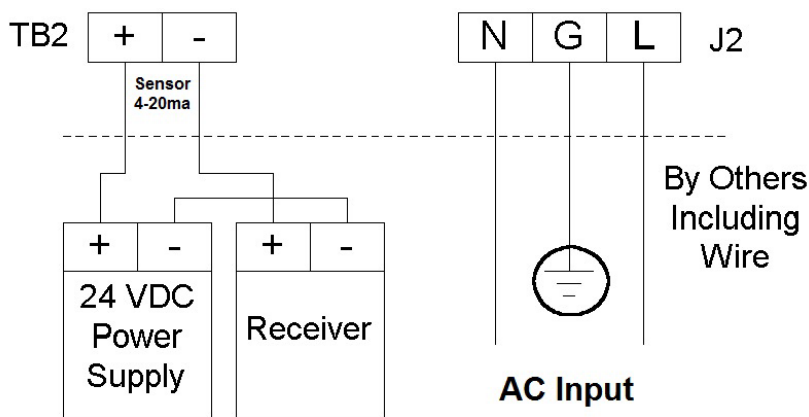 TB2 + - N G L J2
Sensor
4-20ma
By Others
Including
Wire
+ - + -
24 VDC
Power
Supply
Receiver
AC Input